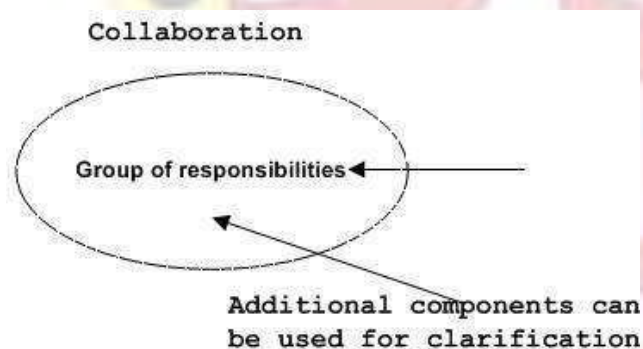 Collaboration
Group of responsibilities
Additional components can
be used for clarification